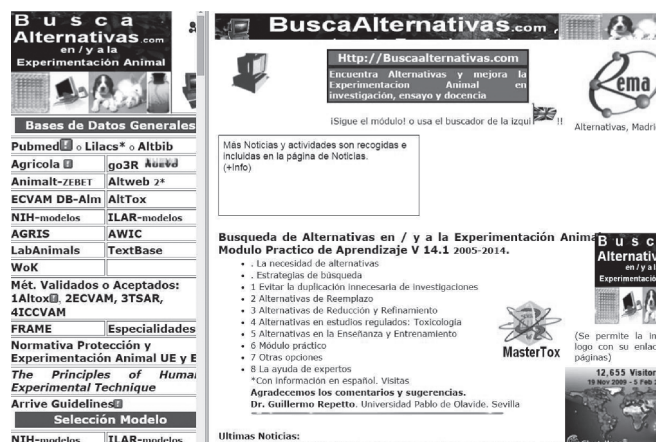 Busca
Alternativas.com
en / y a la
Experimentación Animal
Bases de Datos Generales
Pubmed o Lilacs* o Altbib
Agricola
go3R Nuevo
Animalt-ZEBET
Altweb 2*
ECVAM DB-Alm
AltTox
NIH-modelos
ILAR-modelos
AGRIS
AWIC
LabAnimals
TextBase
WoK
Mét. Validados
o Aceptados:
1Altox, 2ECVAM, 3TSAR,
4ICCVAM
FRAME
Especialidades
Normativa Protección y
Experimentación Animal UE y E
The Principles of Human
Experimental Technique
Arrive Guidelines
Selección Modelo
NIH-modelos
ILAR-modelos
BuscaAlternativas.com
Http://Buscaalternativas.com
Encuentra Alternativas y mejora la
Experimentacion Animal en
investigación, ensayo y docencia
¡Sigue el módulo! o usa el buscador de la izqui !!
rema
Alternativas, Madri
Más Noticias y actividades son recogidas e
incluidas en la página de Noticias.
(+Info)
Busqueda de Alternativas en / y a la Experimentación Animal
Modulo Practico de Aprendizaje V 14.1 2005-2014.
. La necesidad de alternativas
. Estrategias de búsqueda
1 Evitar la duplicación innecesaria de investigaciones
2 Alternativas de Reemplazo
3 Alternativas de Reducción y Refinamiento
4 Alternativas en estudios regulados: Toxicologia
5 Alternativas en la Enseñanza y Entrenamiento
6 Módulo práctico
7 Otras opciones
8 La ayuda de expertos
*Con información en español. Visitas
Agradecemos los comentarios y sugerencias.
Dr. Guillermo Repetto. Universidad Pablo de Olavide. Sevilla
Ultimas Noticias:
MasterTox
Busc
Alternativ
en / y a l
Experimentación
(Se permite la in
logo con su enlac
páginas)
12,655 Visitor
19 Nov 2009 - 5 Feb 2